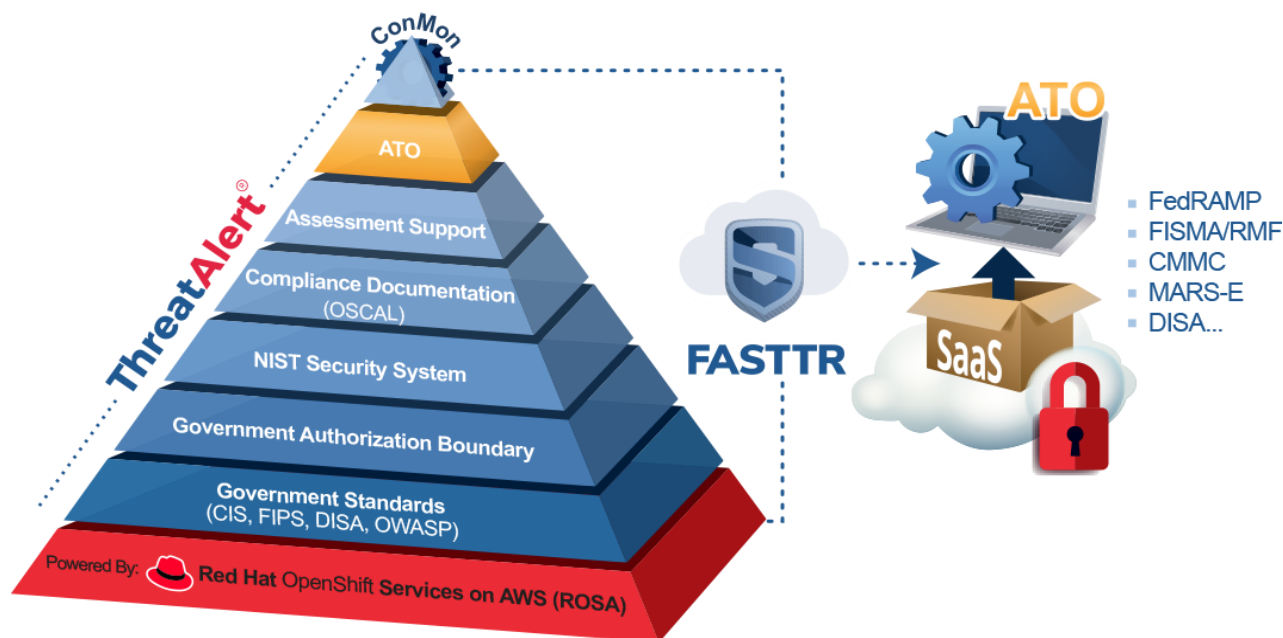 ConMon
ATO
Assessment Support
Compliance Documentation
(OSCAL)
NIST Security System
Government Authorization Boundary
Government Standards
(CIS, FIPS, DISA, OWASP)
Powered By: Red Hat OpenShift Services on AWS (ROSA)
ThreatAlert®
FASTTR
ATO
SaaS
FedRAMP
FISMA/RMF
CMMC
MARS-E
DISA...